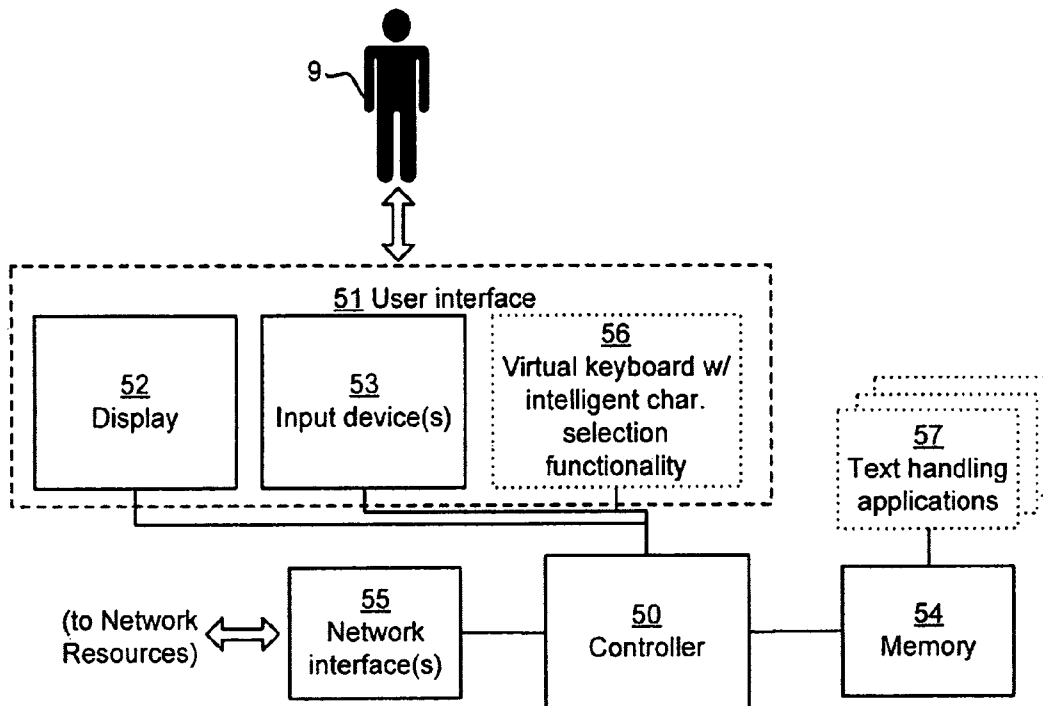 9
51 User interface
52
Display
53
Input device(s)
56
Virtual keyboard w/
intelligent char.
selection
functionality
57
Text handling
applications
(to Network
Resources)
55
Network
interface(s)
50
Controller
54
Memory